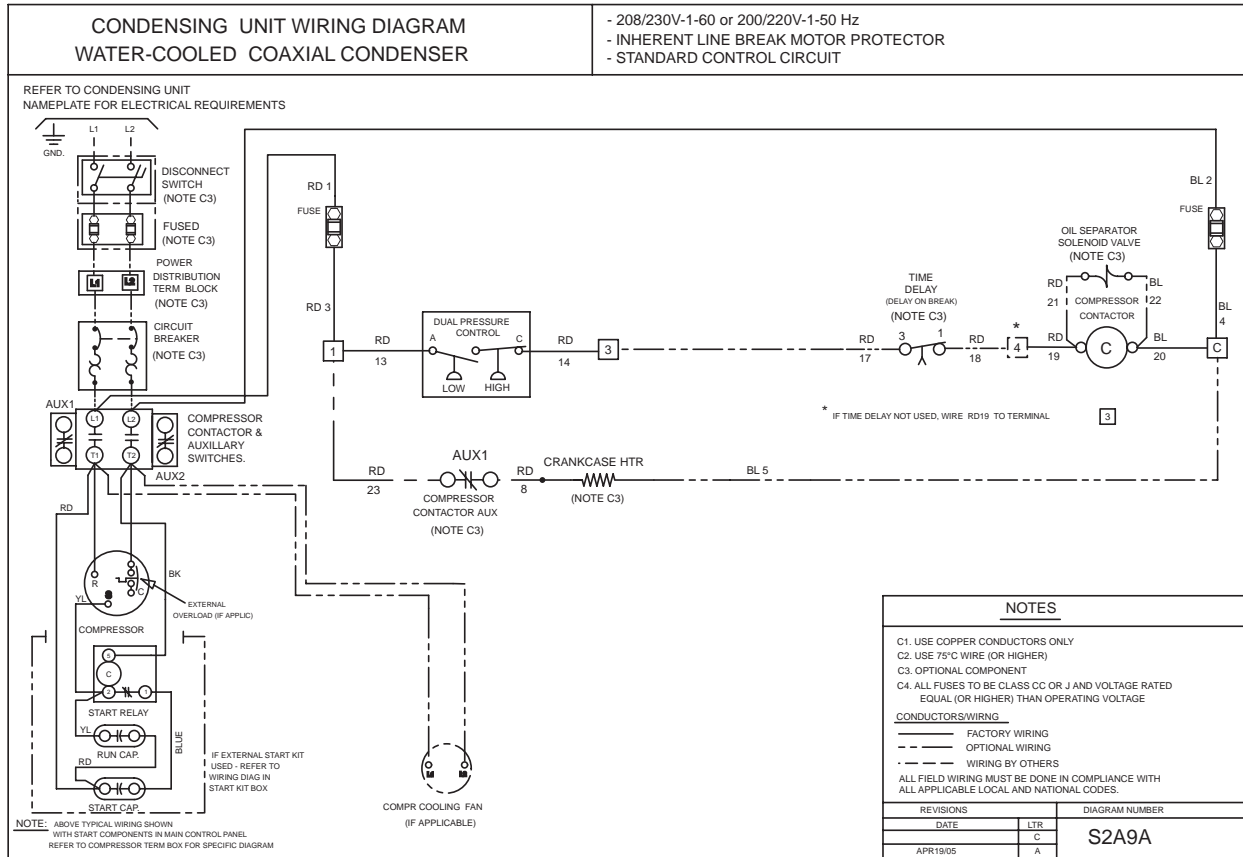 CONDENSING UNIT WIRING DIAGRAM
WATER-COOLED COAXIAL CONDENSER
- 208/230V-1-60 or 200/220V-1-50 Hz
- INHERENT LINE BREAK MOTOR PROTECTOR
- STANDARD CONTROL CIRCUIT
REFER TO CONDENSING UNIT
NAMEPLATE FOR ELECTRICAL REQUIREMENTS
L1 L2
GND.
DISCONNECT
SWITCH
(NOTE C3)
FUSED
(NOTE C3)
POWER
DISTRIBUTION
TERM BLOCK
(NOTE C3)
L1 L2
CIRCUIT
BREAKER
(NOTE C3)
AUX1
L1 L2
T1 T2
COMPRESSOR
CONTACTOR &
AUXILLARY
SWITCHES.
AUX2
RD 1
FUSE
RD 3
1
RD
13
DUAL PRESSURE
CONTROL
A C
LOW HIGH
RD
14
3
TIME
DELAY
(DELAY ON BREAK)
(NOTE C3)
RD
17
3 1
RD
18
*
4
RD
19
OIL SEPARATOR
SOLENOID VALVE
(NOTE C3)
RD
21
BL
22
COMPRESSOR
CONTACTOR
C
BL
20
BL 2
FUSE
BL
4
C
* IF TIME DELAY NOT USED, WIRE RD19 TO TERMINAL 3
RD
23
AUX1
COMPRESSOR
CONTACTOR AUX
(NOTE C3)
RD
8
CRANKCASE HTR
(NOTE C3)
BL 5
RD
BK
R
C
S
YL
EXTERNAL
OVERLOAD (IF APPLIC)
COMPRESSOR
5
C
2 1
START RELAY
YL
RUN CAP.
RD
BLUE
START CAP.
IF EXTERNAL START KIT
USED - REFER TO
WIRING DIAG IN
START KIT BOX
NOTE: ABOVE TYPICAL WIRING SHOWN
WITH START COMPONENTS IN MAIN CONTROL PANEL
REFER TO COMPRESSOR TERM BOX FOR SPECIFIC DIAGRAM
L1 L2
COMPR COOLING FAN
(IF APPLICABLE)
NOTES
C1. USE COPPER CONDUCTORS ONLY
C2. USE 75°C WIRE (OR HIGHER)
C3. OPTIONAL COMPONENT
C4. ALL FUSES TO BE CLASS CC OR J AND VOLTAGE RATED
EQUAL (OR HIGHER) THAN OPERATING VOLTAGE
CONDUCTORS/WIRNG
FACTORY WIRING
OPTIONAL WIRING
WIRING BY OTHERS
ALL FIELD WIRING MUST BE DONE IN COMPLIANCE WITH
ALL APPLICABLE LOCAL AND NATIONAL CODES.
REVISIONS DIAGRAM NUMBER
DATE LTR
C
APR19/05 A
S2A9A